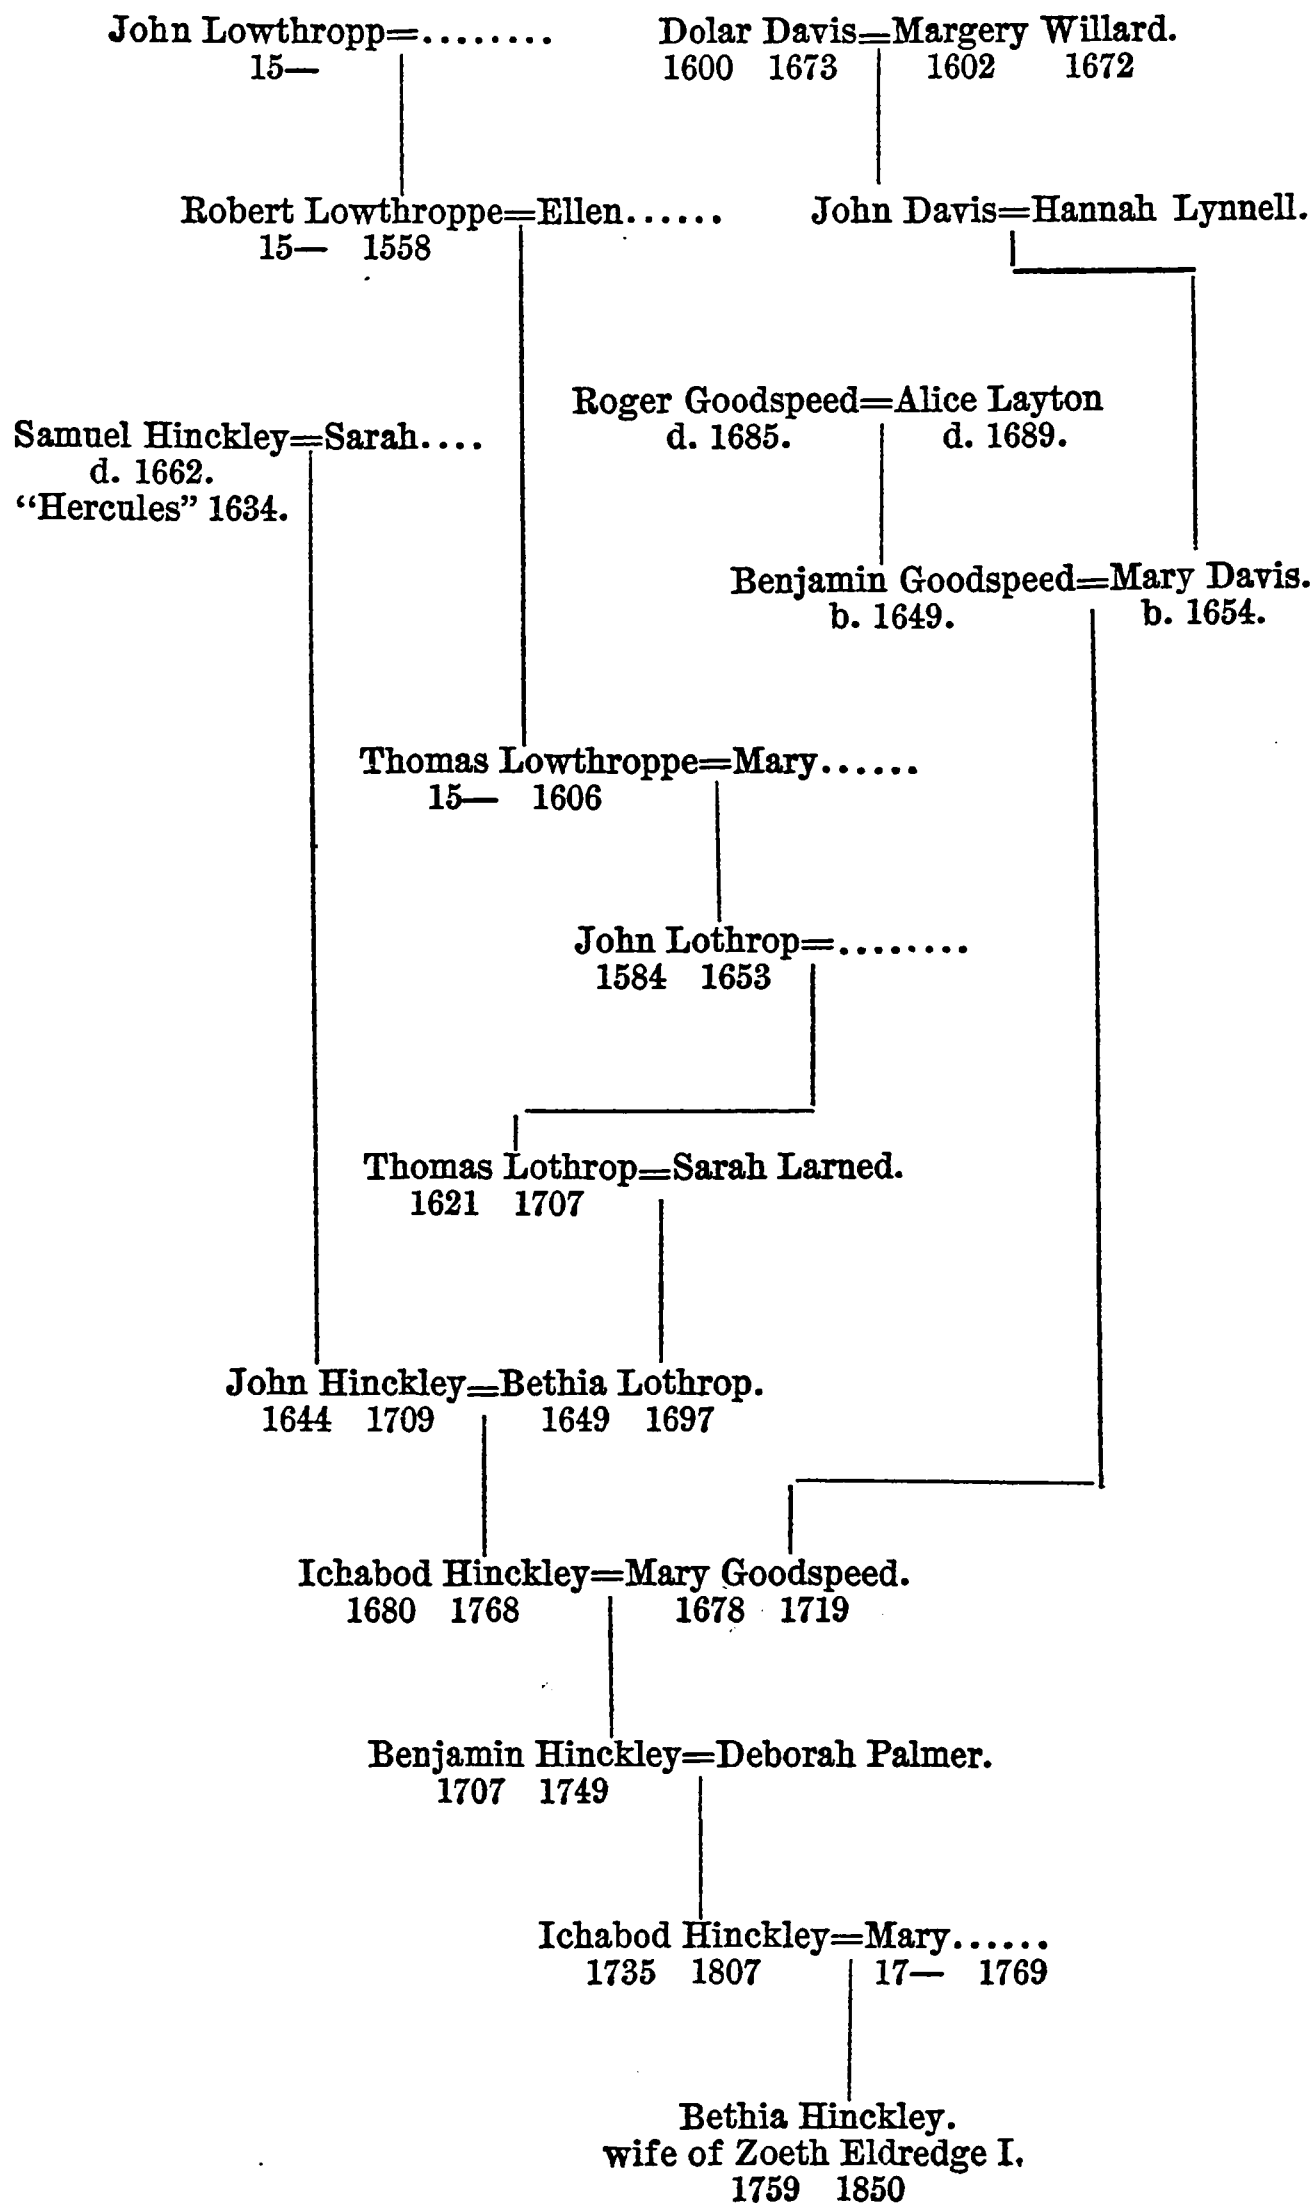 John Lowthropp=........
15—
Dolar Davis=Margery Willard.
1600 1673 1602 1672
Robert Lowthroppe=Ellen......
15— 1558
John Davis=Hannah Lynnell.
Roger Goodspeed=Alice Layton
d. 1685. d. 1689.
Samuel Hinckley=Sarah....
d. 1662.
“Hercules” 1634.
Benjamin Goodspeed=Mary Davis.
b. 1649. b. 1654.
Thomas Lowthroppe=Mary......
15— 1606
John Lothrop=........
1584 1653
Thomas Lothrop=Sarah Larned.
1621 1707
John Hinckley=Bethia Lothrop.
1644 1709 1649 1697
Ichabod Hinckley=Mary Goodspeed.
1680 1768 1678 1719
Benjamin Hinckley=Deborah Palmer.
1707 1749
Ichabod Hinckley=Mary......
1735 1807 17— 1769
Bethia Hinckley.
wife of Zoeth Eldredge I.
1759 1850